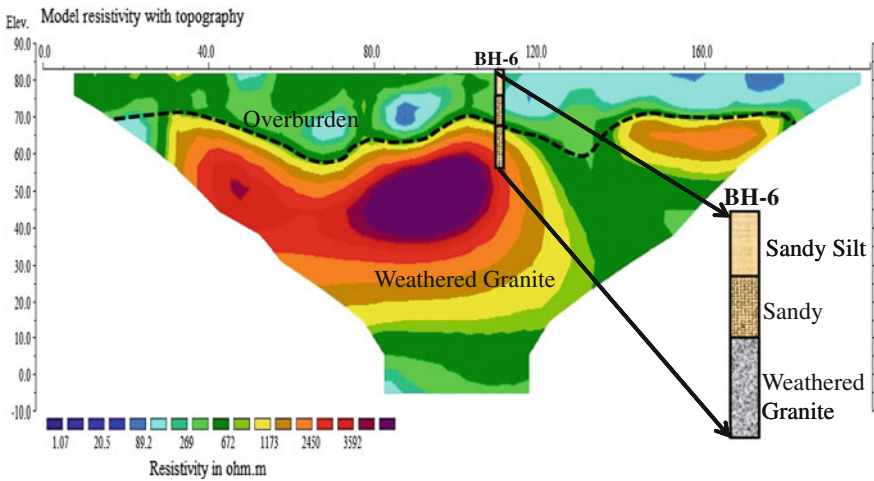 Model resistivity with topography
Elev.
0.0 40.0 80.0 120.0 160.0
BH-6
90.0
80.0
70.0
60.0
50.0
40.0
30.0
20.0
10.0
0.0
-10.0
Overburden
Weathered Granite
BH-6
Sandy Silt
Sandy
Weathered
Granite
1.07 20.5 89.2 269 672 1173 2450 3592
Resistivity in ohm.m